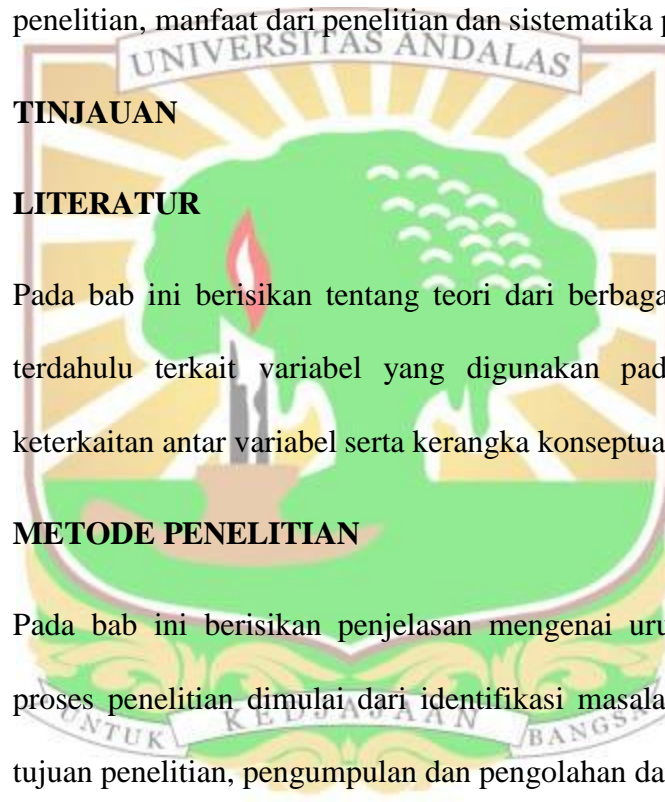 penelitian, manfaat dari penelitian dan sistematika p
UNIVERSITAS ANDALAS
TINJAUAN
LITERATUR
Pada bab ini berisikan tentang teori dari berbaga
terdahulu terkait variabel yang digunakan pad
keterkaitan antar variabel serta kerangka konseptua
METODE PENELITIAN
Pada bab ini berisikan penjelasan mengenai uru
proses penelitian dimulai dari identifikasi masala
UNTUK KEDJAJAAN BANGSA
tujuan penelitian, pengumpulan dan pengolahan da